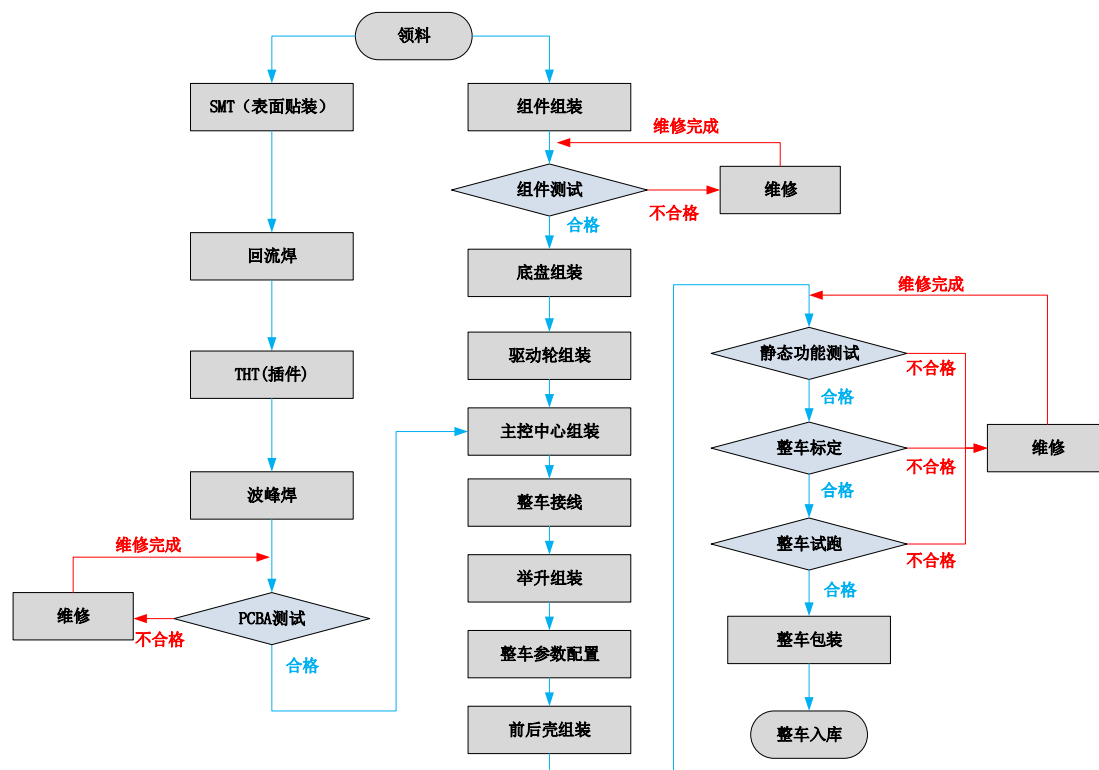 领料
SMT（表面贴装）
回流焊
THT(插件)
波峰焊
维修完成
维修
不合格
PCBA测试
合格
组件组装
维修完成
组件测试
不合格
维修
合格
底盘组装
驱动轮组装
主控中心组装
整车接线
举升组装
整车参数配置
前后壳组装
维修完成
静态功能测试
不合格
合格
整车标定
不合格
维修
合格
整车试跑
不合格
合格
整车包装
整车入库